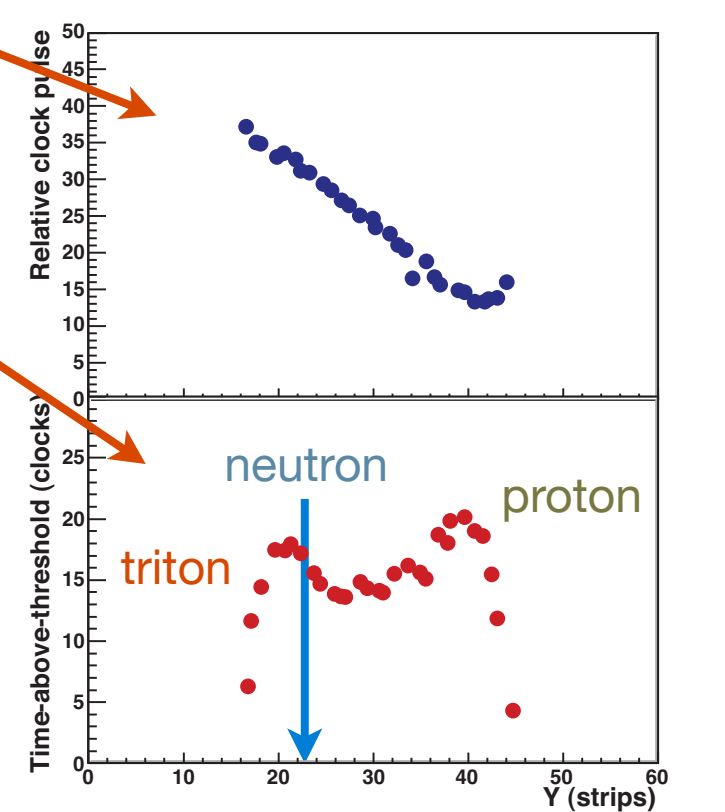 Relative clock pulse
50
45
40
35
30
25
20
15
10
5
0
Time-above-threshold (clocks)
25
20
15
10
5
0
neutron
proton
triton
0 10 20 30 40 50 60
Y (strips)